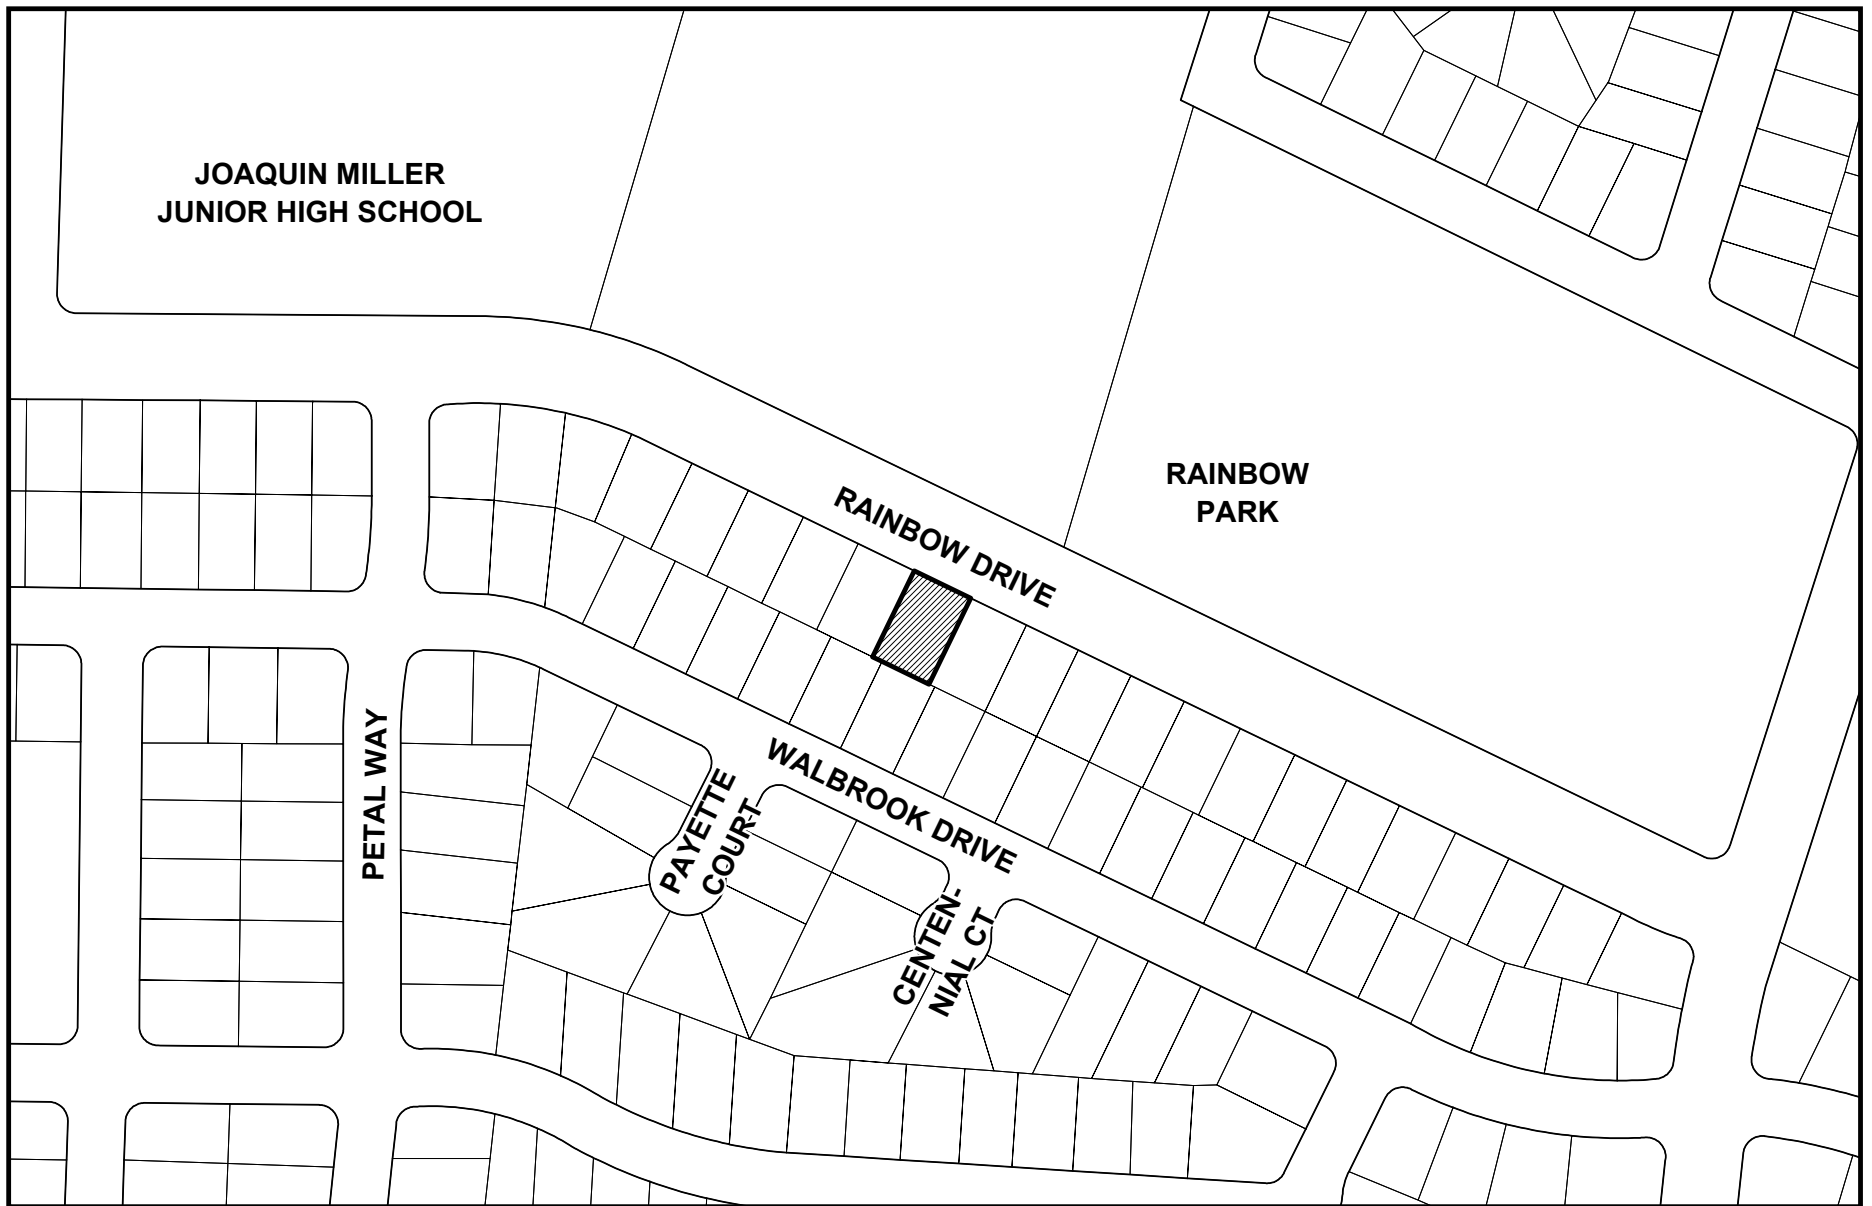 JOAQUIN MILLER
JUNIOR HIGH SCHOOL
RAINBOW
PARK
RAINBOW DRIVE
WALBROOK DRIVE
PETAL WAY
PAYETTE
COURT
CENTEN-
NIAL CT